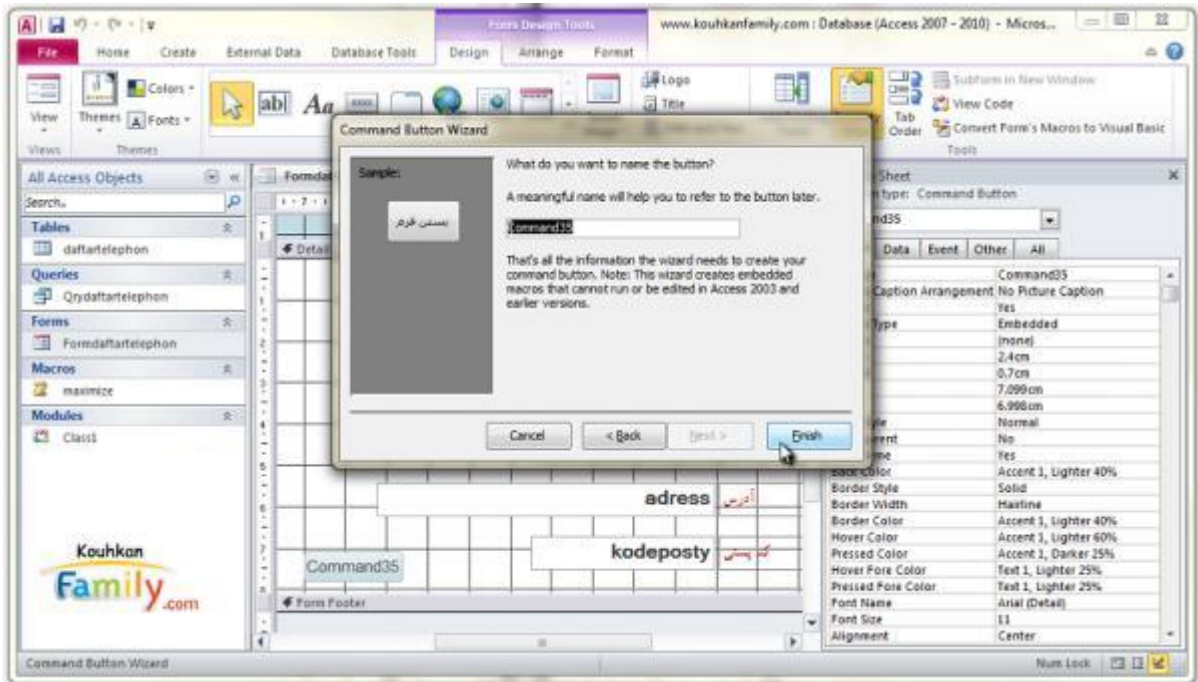 Form Design Tools
www.kouhkanfamily.com : Database (Access 2007 - 2010) - Micros...
File Home Create External Data Database Tools Design Arrange Format
View
Themes
Colors
Fonts
Views
Themes
ab|
Aa
xxxx
Logo
Title
Tab
Order
Subform in New Window
View Code
Convert Form's Macros to Visual Basic
Tools
All Access Objects
Search..
Tables
daftartelephon
Queries
Qrydaftartelephon
Forms
Formdaftartelephon
Macros
maximize
Modules
Class1
Kouhkan
Family.com
Detail
Command Button Wizard
Sample:
بستن فرم
What do you want to name the button?
A meaningful name will help you to refer to the button later.
Command35
That's all the information the wizard needs to create your
command button. Note: This wizard creates embedded
macros that cannot run or be edited in Access 2003 and
earlier versions.
Cancel
< Back
Next >
Finish
adress آدرس
kodeposty کد پستی
Command35
Form Footer
Sheet
type: Command Button
nd35
Data Event Other All
Command35
Caption Arrangement No Picture Caption
Yes
Type Embedded
(none)
2.4cm
0.7cm
7.099cm
6.998cm
Normal
No
Yes
Back Color Accent 1, Lighter 40%
Border Style Solid
Border Width Hairline
Border Color Accent 1, Lighter 40%
Hover Color Accent 1, Lighter 60%
Pressed Color Accent 1, Darker 25%
Hover Fore Color Text 1, Lighter 25%
Pressed Fore Color Text 1, Lighter 25%
Font Name Arial (Detail)
Font Size 11
Alignment Center
Command Button Wizard
Num Lock